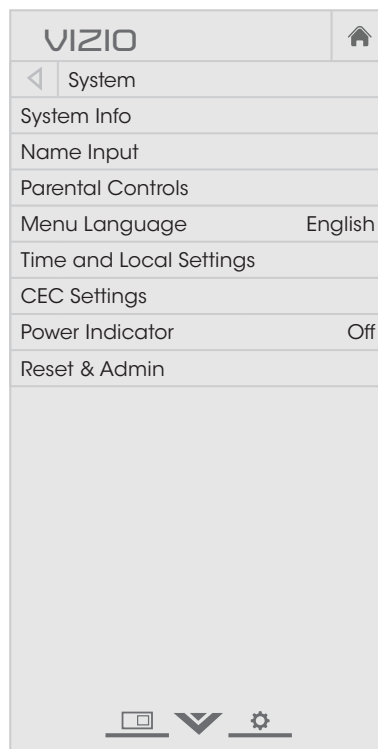 VIZIO
System
System Info
Name Input
Parental Controls
Menu Language English
Time and Local Settings
CEC Settings
Power Indicator Off
Reset & Admin